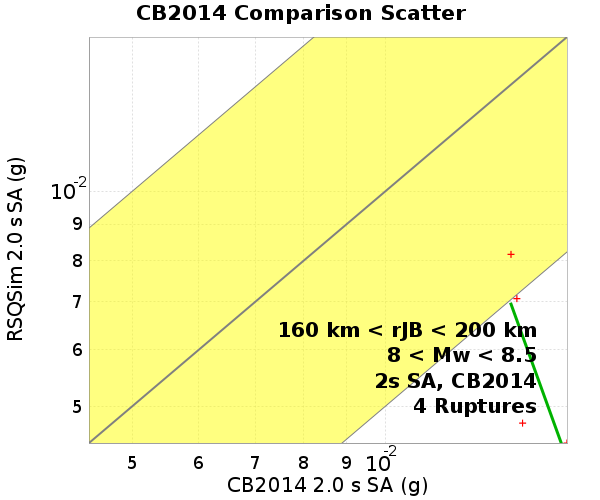 CB2014 Comparison Scatter
RSQSim 2.0 s SA (g)
10-2
9
8
7
6
5
160 km < rJB < 200 km
8 < Mw < 8.5
2s SA, CB2014
4 Ruptures
5 6 7 8 9 10-2
CB2014 2.0 s SA (g)